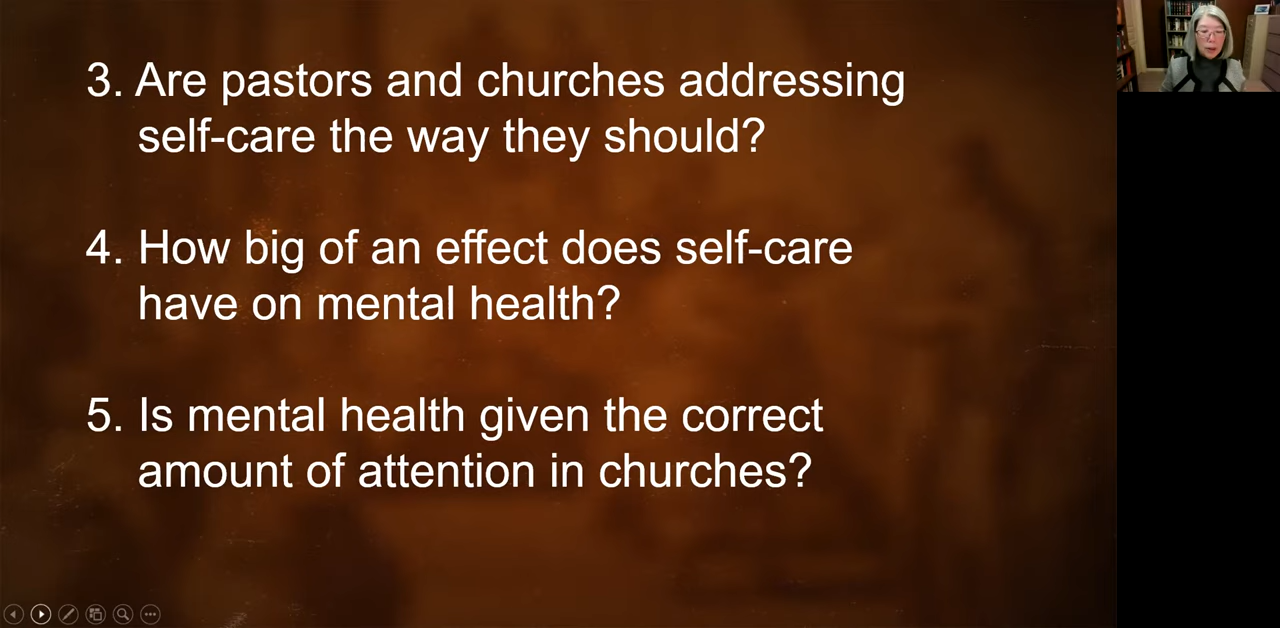 3. Are pastors and churches addressing
self-care the way they should?
4. How big of an effect does self-care
have on mental health?
5. Is mental health given the correct
amount of attention in churches?